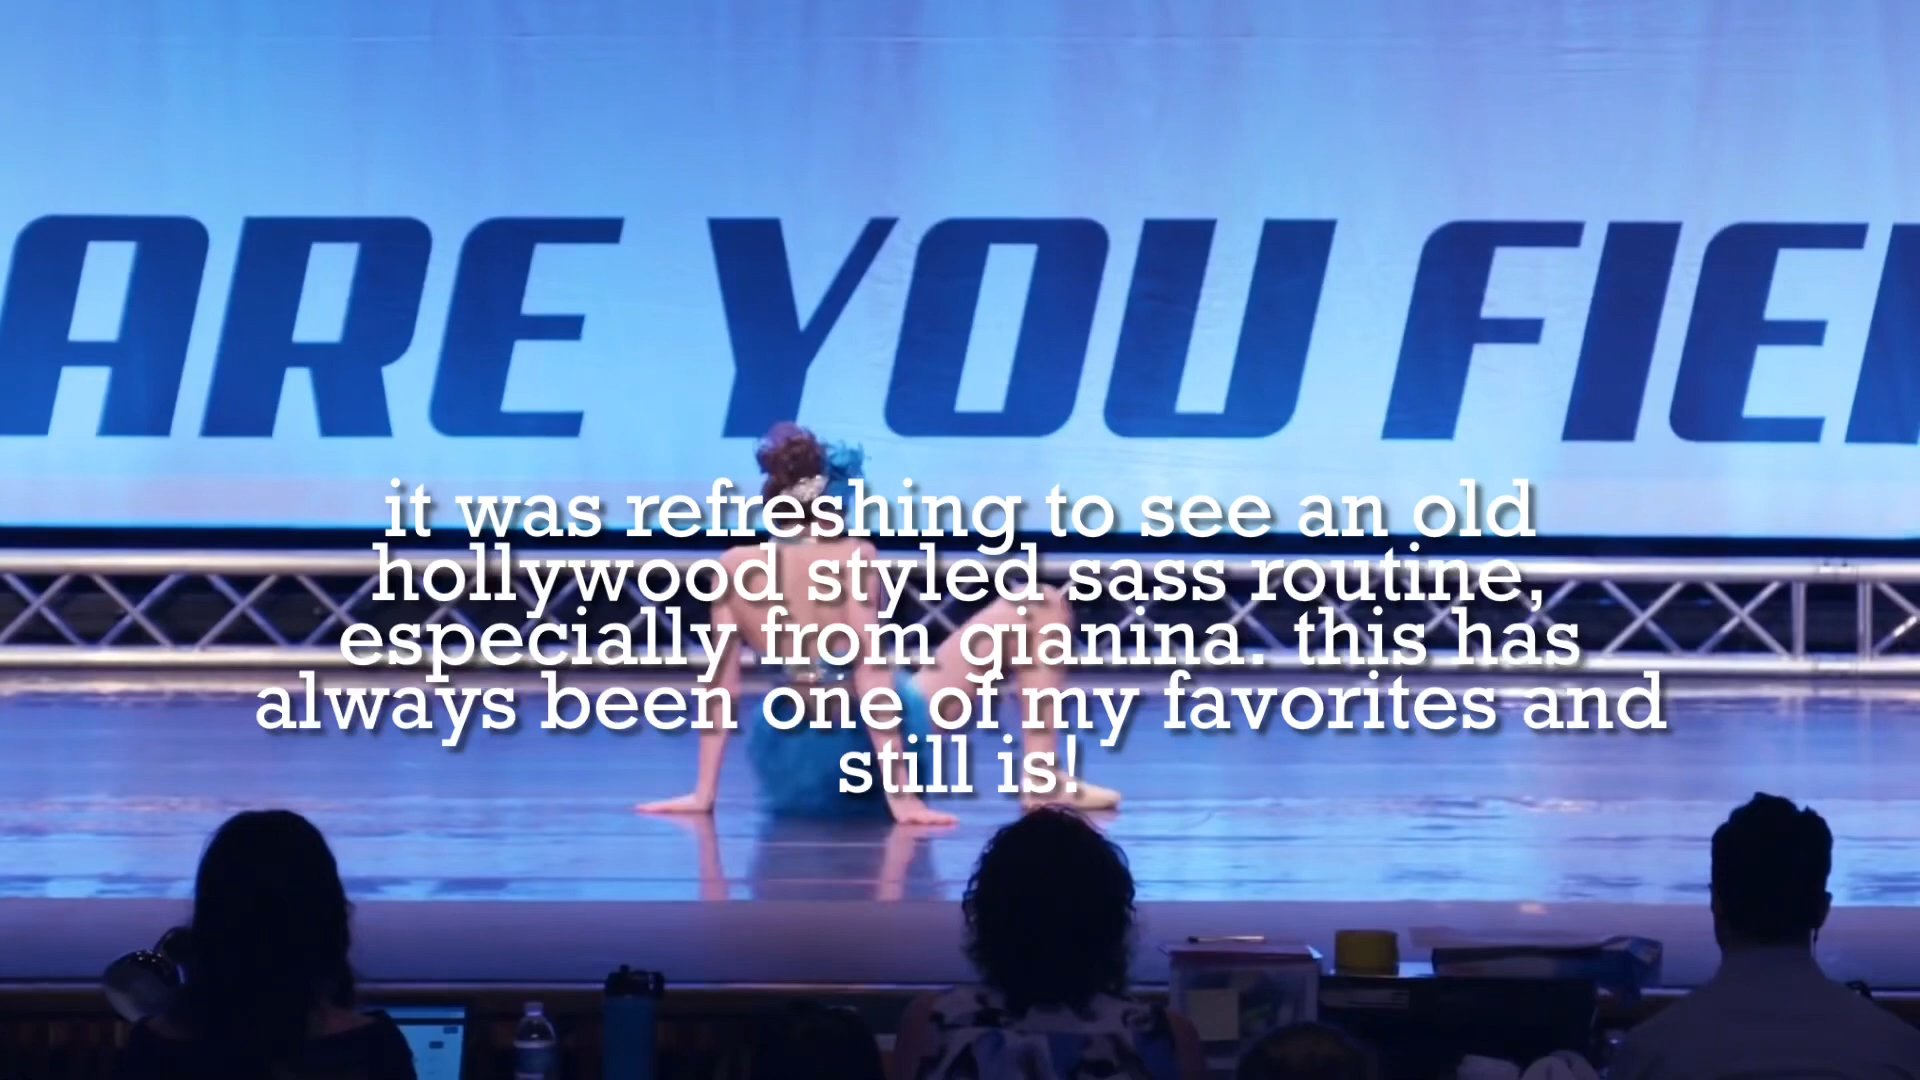 ARE YOU FIE
it was refreshing to see an old
hollywood styled sass routine,
especially from gianina. this has
always been one of my favorites and
still is!